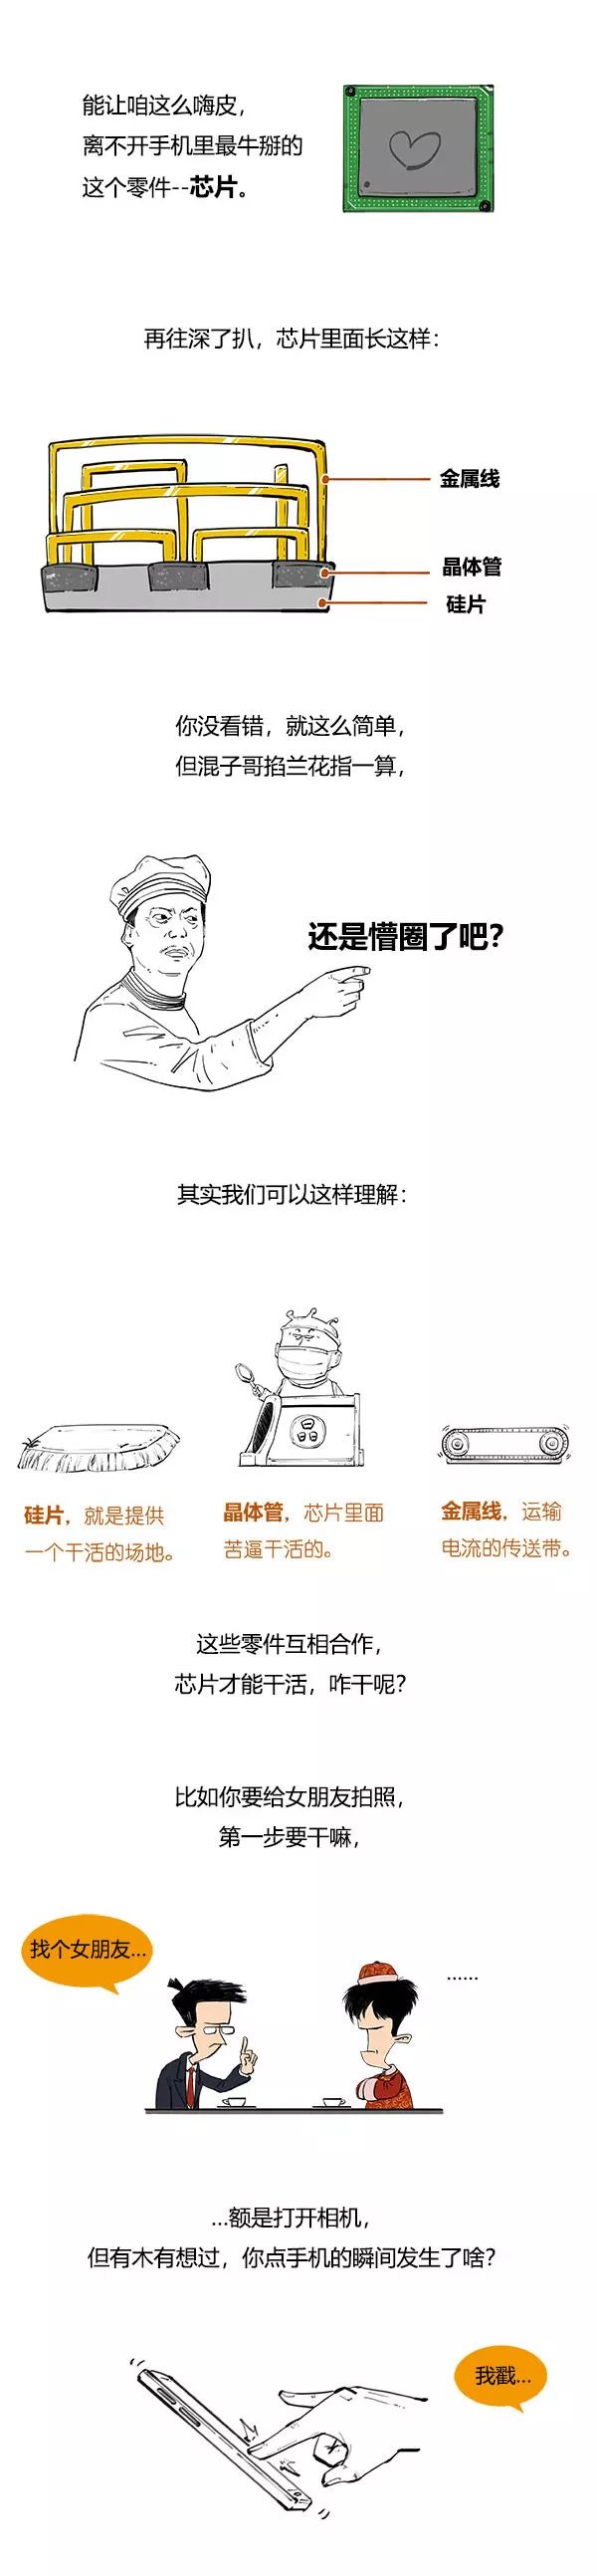 能让咱这么嗨皮，
离不开手机里最牛掰的
这个零件--芯片。
再往深了扒，芯片里面长这样：
金属线
晶体管
硅片
你没看错，就这么简单，
但混子哥掐兰花指一算，
还是懵圈了吧？
其实我们可以这样理解：
晶
硅片，就是提供
一个干活的场地。
晶体管，芯片里面
苦逼干活的。
金属线，运输
电流的传送带。
这些零件互相合作，
芯片才能干活，咋干呢？
比如你要给女朋友拍照，
第一步要干嘛，
找个女朋友...
......
...额是打开相机，
但有木有想过，你点手机的瞬间发生了啥？
我戳...